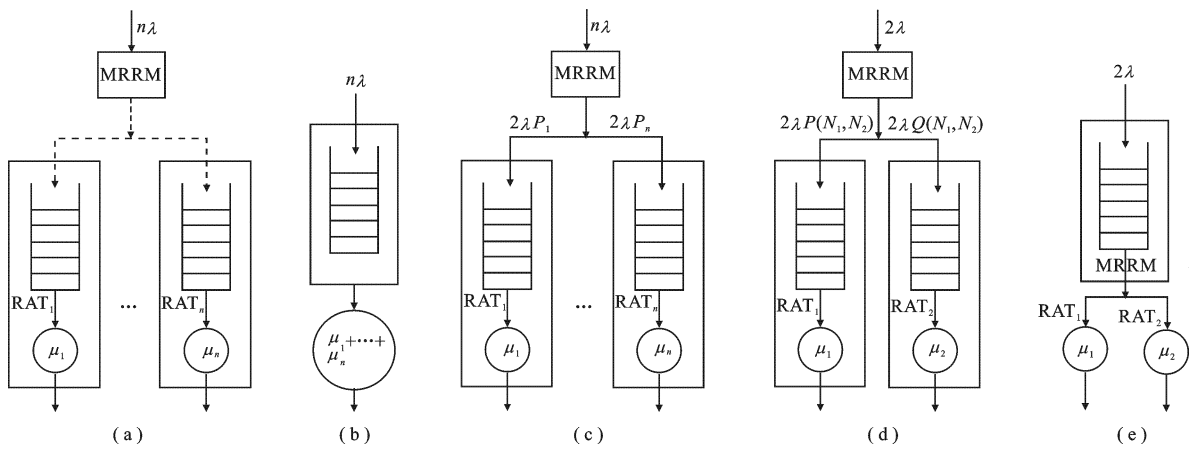 nλ
MRRM
RAT₁
...
RATₙ
μ₁
μₙ
(a)
nλ
μ₁+···+
μₙ
(b)
nλ
MRRM
2λP₁
2λPₙ
RAT₁
...
RATₙ
μ₁
μₙ
(c)
2λ
MRRM
2λP(N₁,N₂)
2λQ(N₁,N₂)
RAT₁
RAT₂
μ₁
μ₂
(d)
2λ
MRRM
RAT₁
RAT₂
μ₁
μ₂
(e)